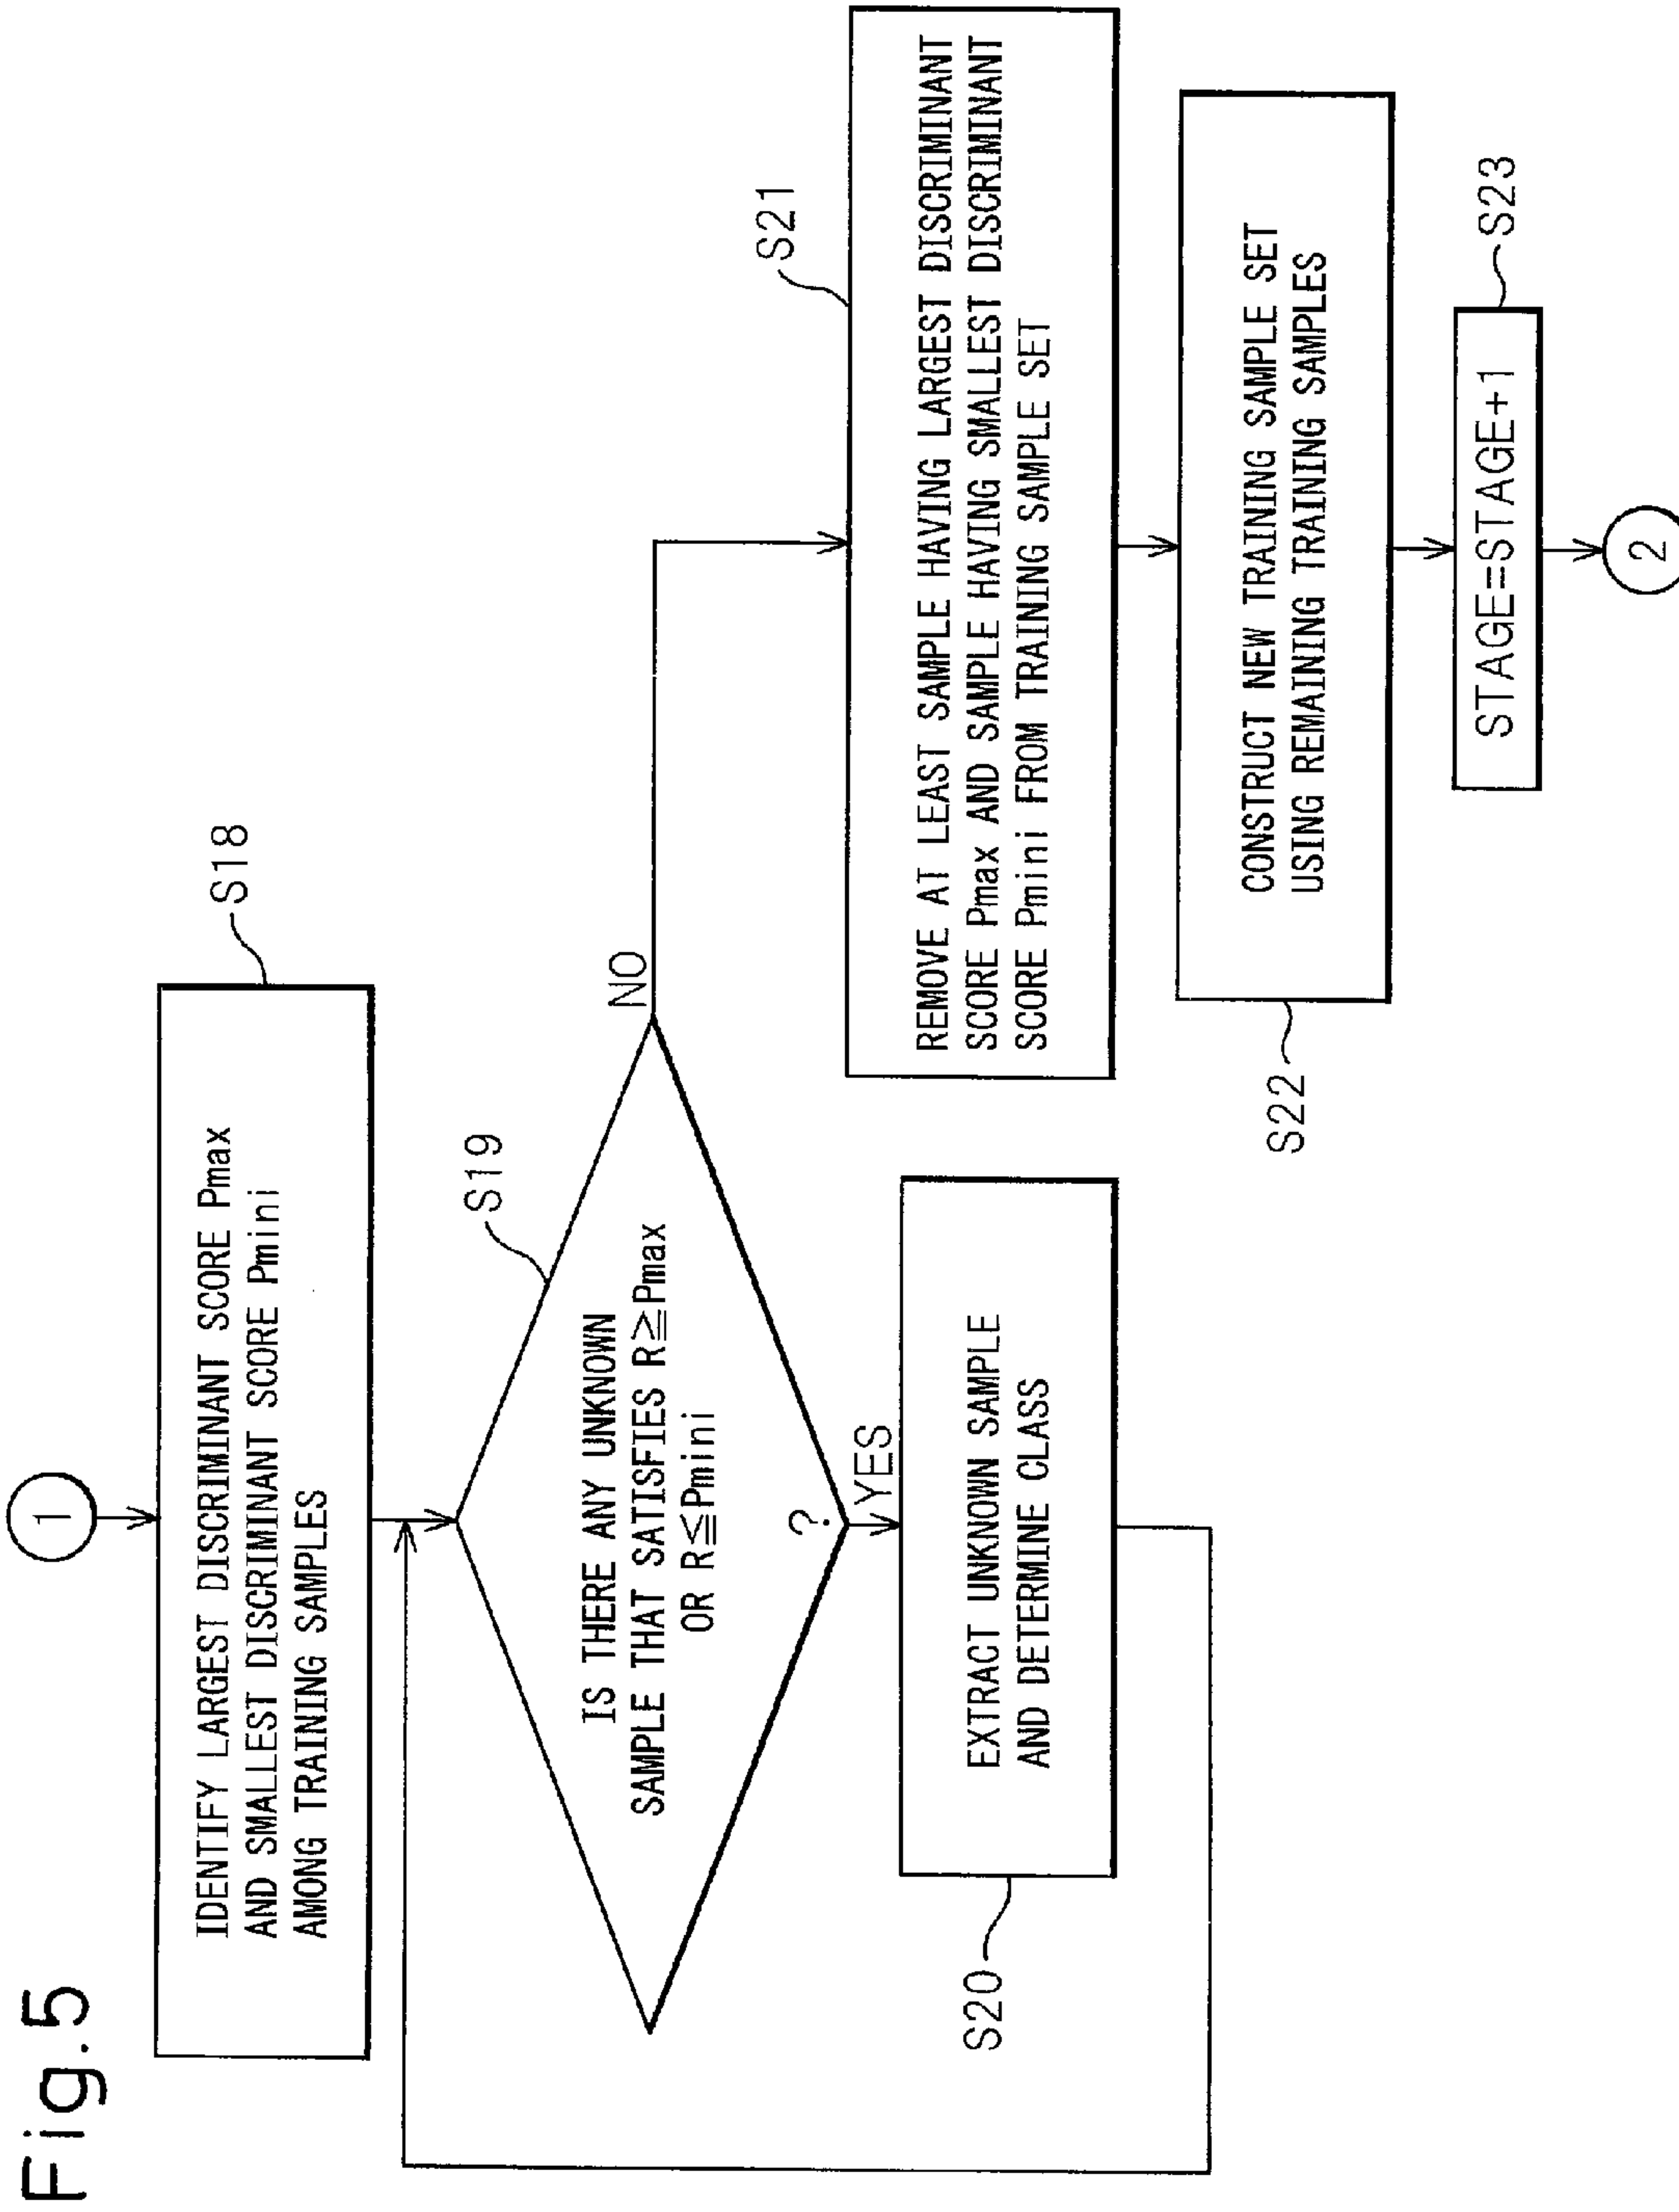 Fig.5
1
IDENTIFY LARGEST DISCRIMINANT SCORE Pmax
AND SMALLEST DISCRIMINANT SCORE Pmini
AMONG TRAINING SAMPLES
S18
IS THERE ANY UNKNOWN
SAMPLE THAT SATISFIES R≧Pmax
OR R≦Pmini
?
S19
NO
YES
EXTRACT UNKNOWN SAMPLE
AND DETERMINE CLASS
S20
REMOVE AT LEAST SAMPLE HAVING LARGEST DISCRIMINANT
SCORE Pmax AND SAMPLE HAVING SMALLEST DISCRIMINANT
SCORE Pmini FROM TRAINING SAMPLE SET
S21
CONSTRUCT NEW TRAINING SAMPLE SET
USING REMAINING TRAINING SAMPLES
S22
STAGE=STAGE+1
S23
2